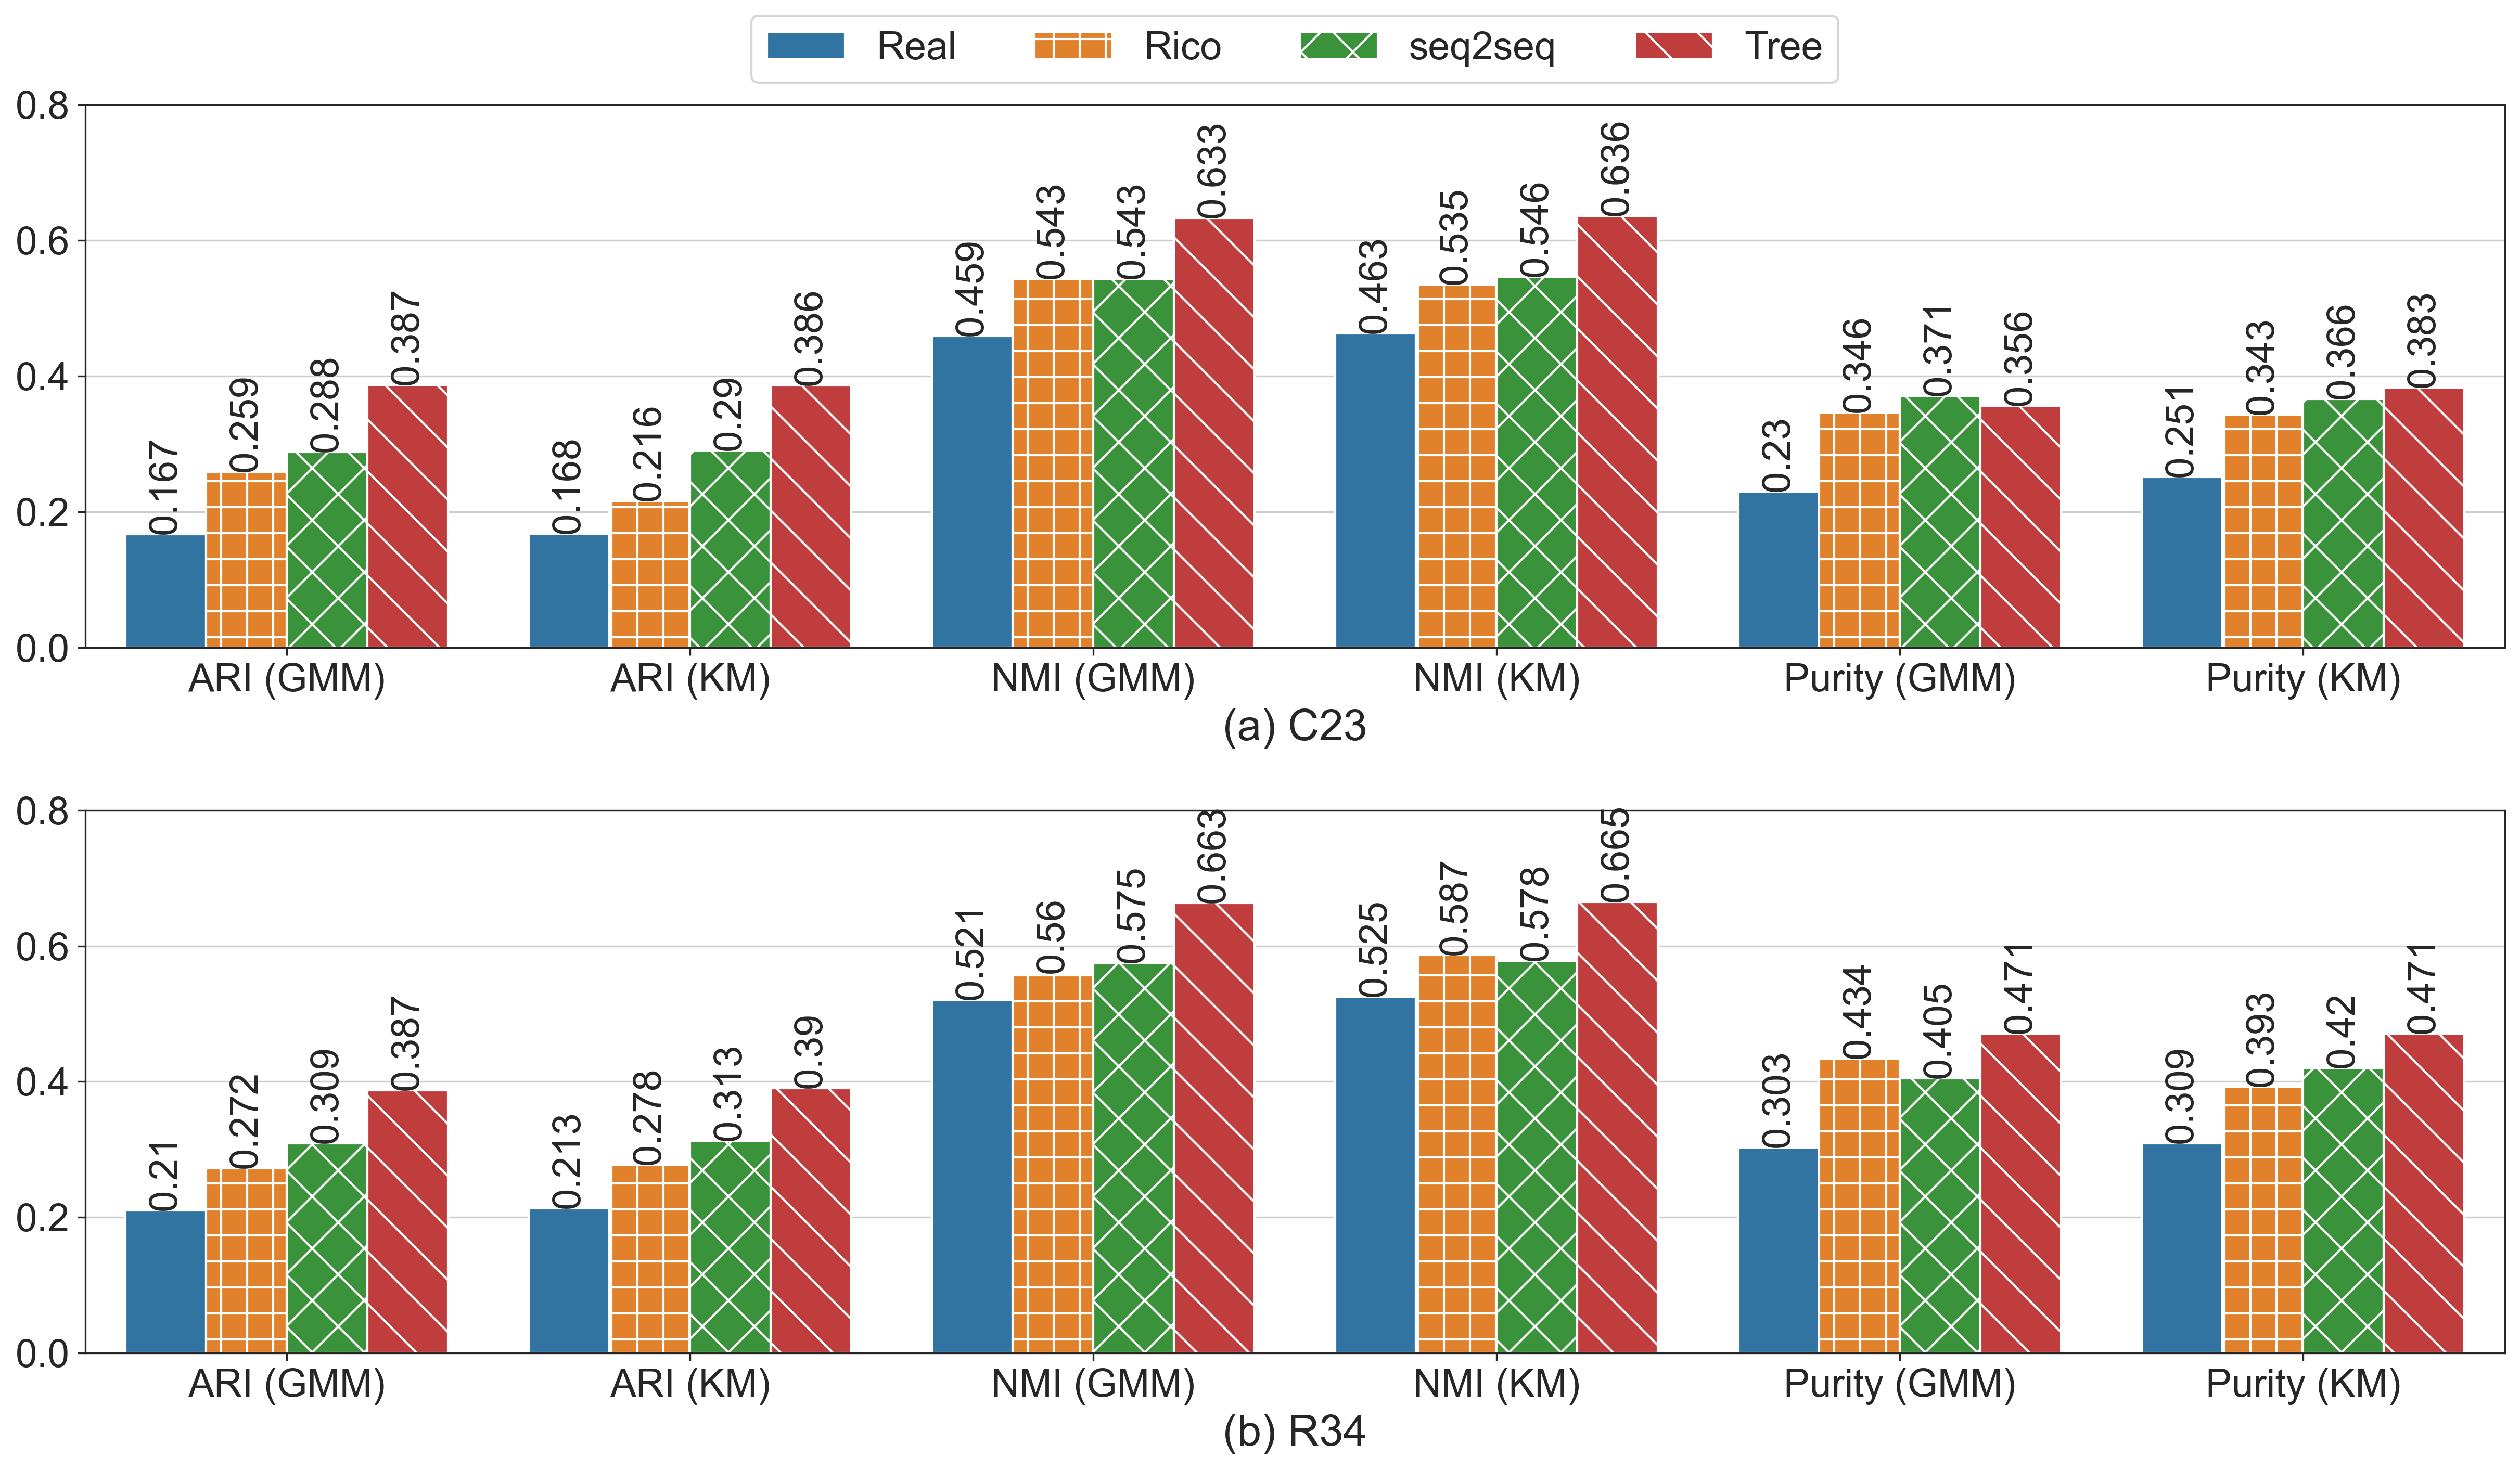 Real Rico seq2seq Tree
0.8
0.6
0.4
0.2
0.0
0.167 0.259 0.288 0.387 0.168 0.216 0.29 0.386 0.459 0.543 0.543 0.633 0.463 0.535 0.546 0.636 0.23 0.346 0.371 0.356 0.251 0.343 0.366 0.383
ARI (GMM) ARI (KM) NMI (GMM) NMI (KM) Purity (GMM) Purity (KM)
(a) C23
0.8
0.6
0.4
0.2
0.0
0.21 0.272 0.309 0.387 0.213 0.278 0.313 0.39 0.521 0.56 0.575 0.663 0.525 0.587 0.578 0.665 0.303 0.434 0.405 0.471 0.309 0.393 0.42 0.471
ARI (GMM) ARI (KM) NMI (GMM) NMI (KM) Purity (GMM) Purity (KM)
(b) R34